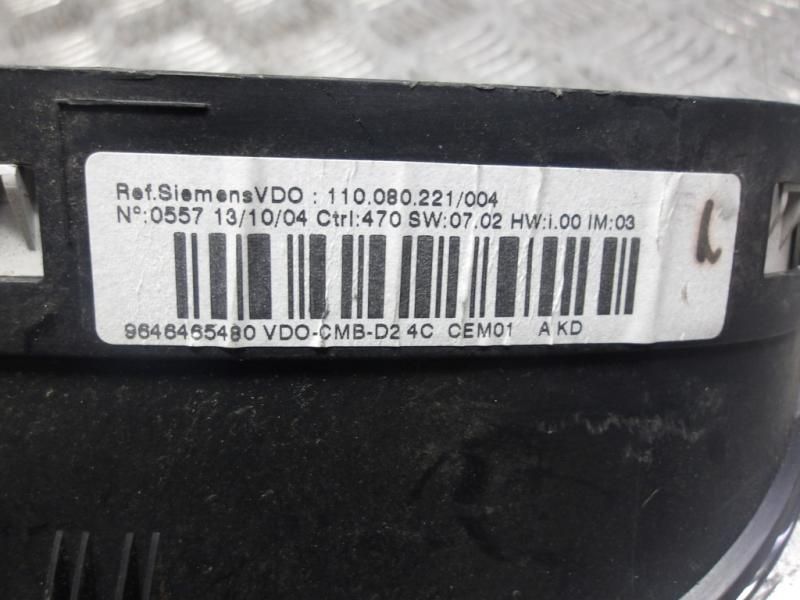 Ref.SiemensVDO : 110.080.221/004
Nº:0557 13/10/04 Ctrl:470 SW:07.02 HW:i.00 IM:03
9646465480 VDO-CMB-D2 4C CEM01 A KD